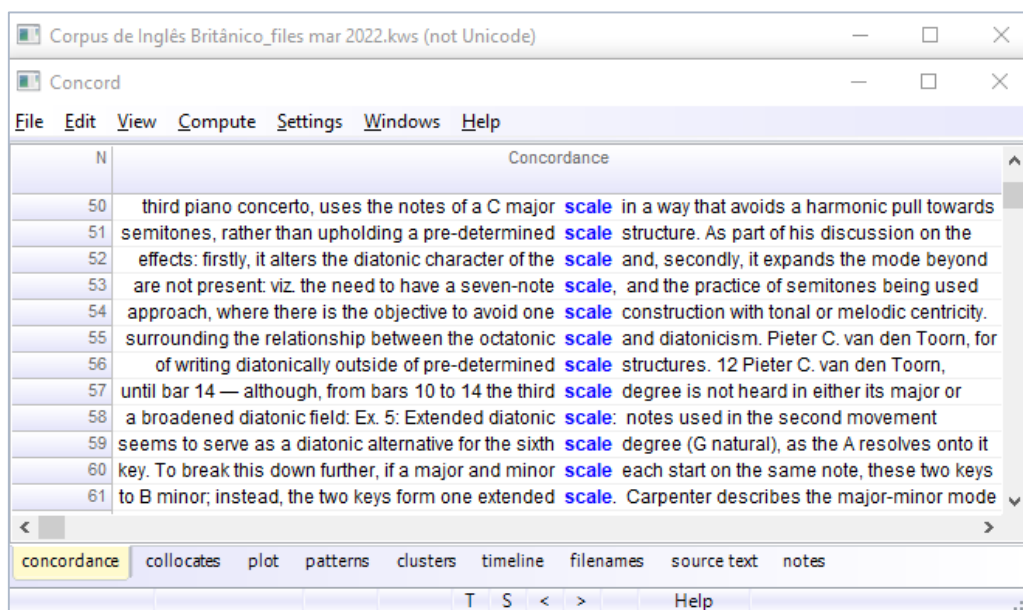 Corpus de Inglês Britânico_files mar 2022.kws (not Unicode)
Concord
File Edit View Compute Settings Windows Help
N Concordance
50 third piano concerto, uses the notes of a C major scale in a way that avoids a harmonic pull towards
51 semitones, rather than upholding a pre-determined scale structure. As part of his discussion on the
52 effects: firstly, it alters the diatonic character of the scale and, secondly, it expands the mode beyond
53 are not present: viz. the need to have a seven-note scale, and the practice of semitones being used
54 approach, where there is the objective to avoid one scale construction with tonal or melodic centricity.
55 surrounding the relationship between the octatonic scale and diatonicism. Pieter C. van den Toorn, for
56 of writing diatonically outside of pre-determined scale structures. 12 Pieter C. van den Toorn,
57 until bar 14 — although, from bars 10 to 14 the third scale degree is not heard in either its major or
58 a broadened diatonic field: Ex. 5: Extended diatonic scale: notes used in the second movement
59 seems to serve as a diatonic alternative for the sixth scale degree (G natural), as the A resolves onto it
60 key. To break this down further, if a major and minor scale each start on the same note, these two keys
61 to B minor; instead, the two keys form one extended scale. Carpenter describes the major-minor mode
concordance collocates plot patterns clusters timeline filenames source text notes
T S < > Help